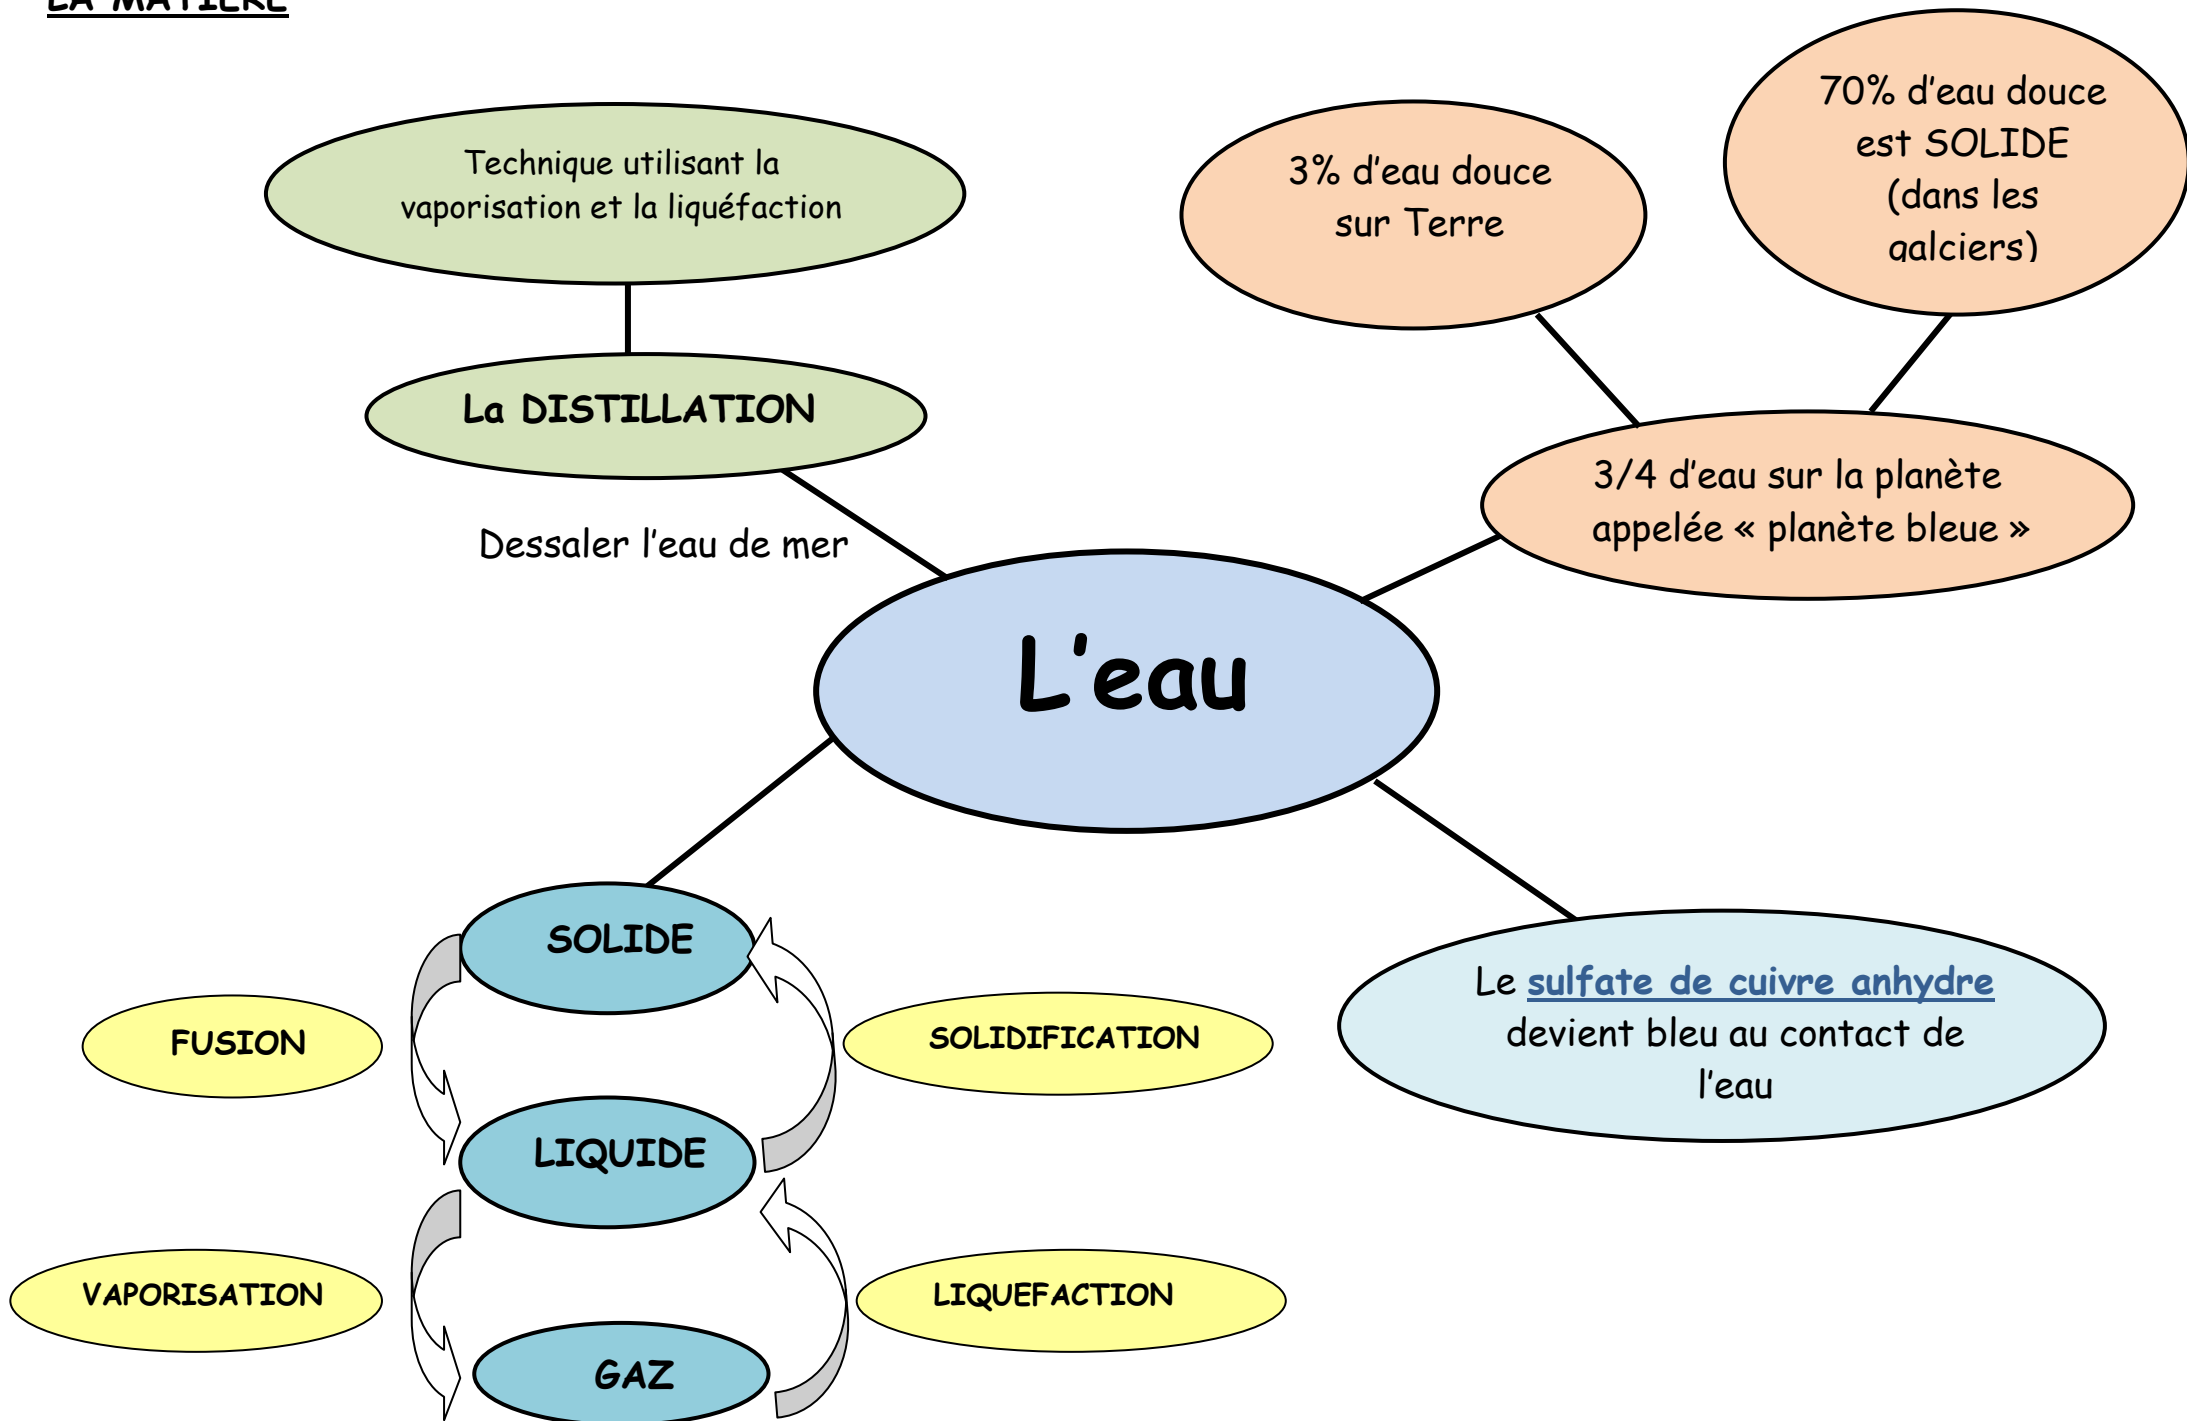 LA MATIERE
70% d'eau douce
est SOLIDE
(dans les
galciers)
Technique utilisant la
vaporisation et la liquéfaction
3% d'eau douce
sur Terre
La DISTILLATION
3/4 d'eau sur la planète
appelée « planète bleue »
Dessaler l'eau de mer
L'eau
SOLIDE
Le sulfate de cuivre anhydre
devient bleu au contact de
l'eau
FUSION
SOLIDIFICATION
LIQUIDE
VAPORISATION
LIQUEFACTION
GAZ